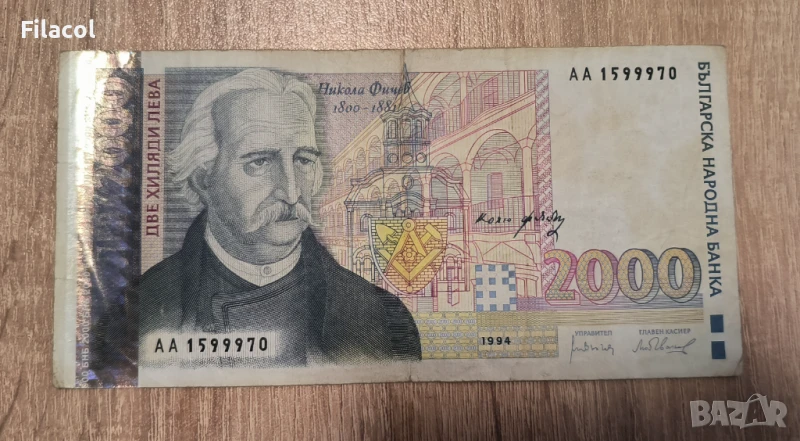 Filacol
ДВЕ ХИЛЯДИ ЛЕВА
Никола Фичев
1800-1881
АА 1599970
БЪЛГАРСКА НАРОДНА БАНКА
2000
АА 1599970
1994
УПРАВИТЕЛ
ГЛАВЕН КАСИЕР
BAZAR